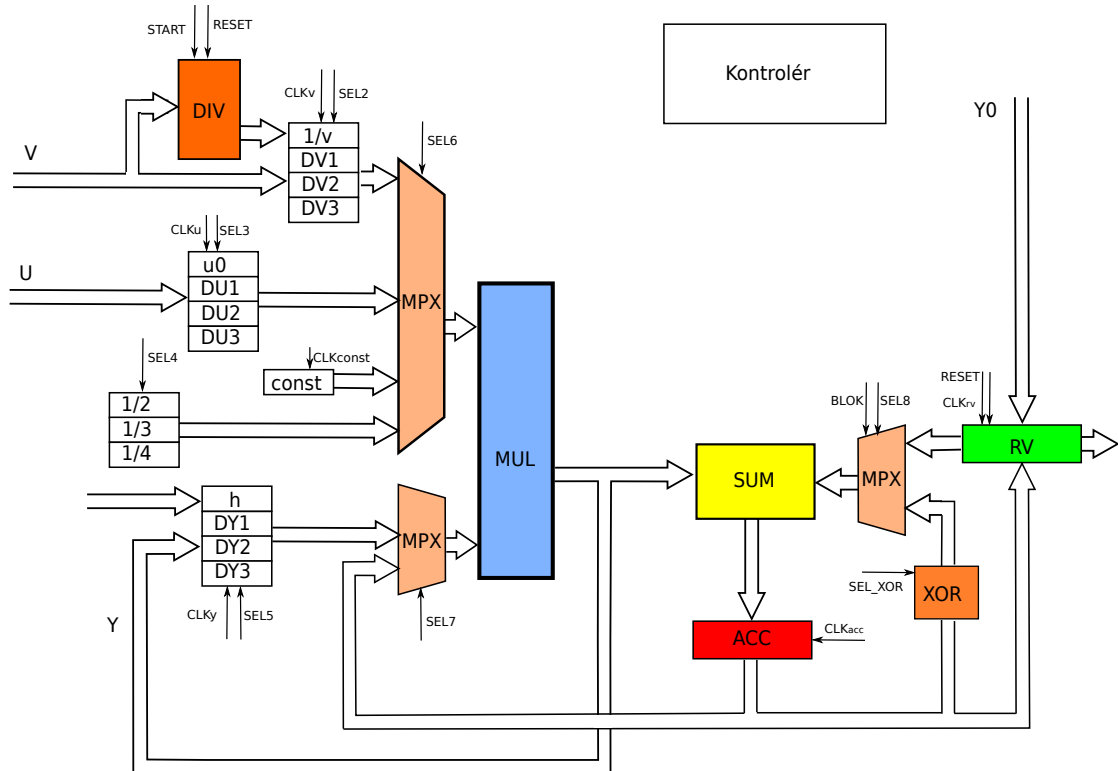 START
RESET
Kontrolér
DIV
CLKv
SEL2
Y0
1/v
DV1
DV2
DV3
V
SEL6
CLKu
SEL3
U
u0
DU1
DU2
DU3
MPX
SEL4
CLKconst
const
1/2
1/3
1/4
MUL
RESET
CLKrv
BLOK
SEL8
RV
SUM
MPX
h
DY1
DY2
DY3
MPX
SEL_XOR
XOR
CLKy
SEL5
Y
SEL7
ACC
CLKacc